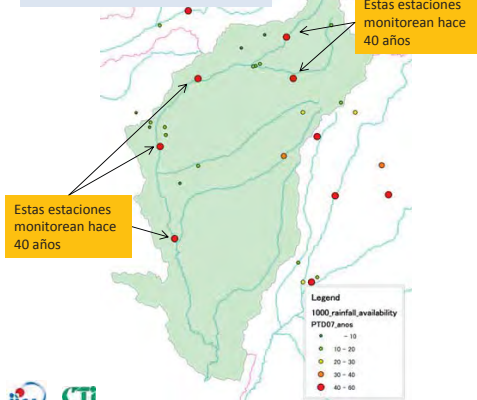 Estas estaciones
monitorean hace
40 años
Estas estaciones
monitorean hace
40 años
Legend
1000_rainfall_availability
PTD07_anos
- 10
10 - 20
20 - 30
30 - 40
40 - 60
CTi